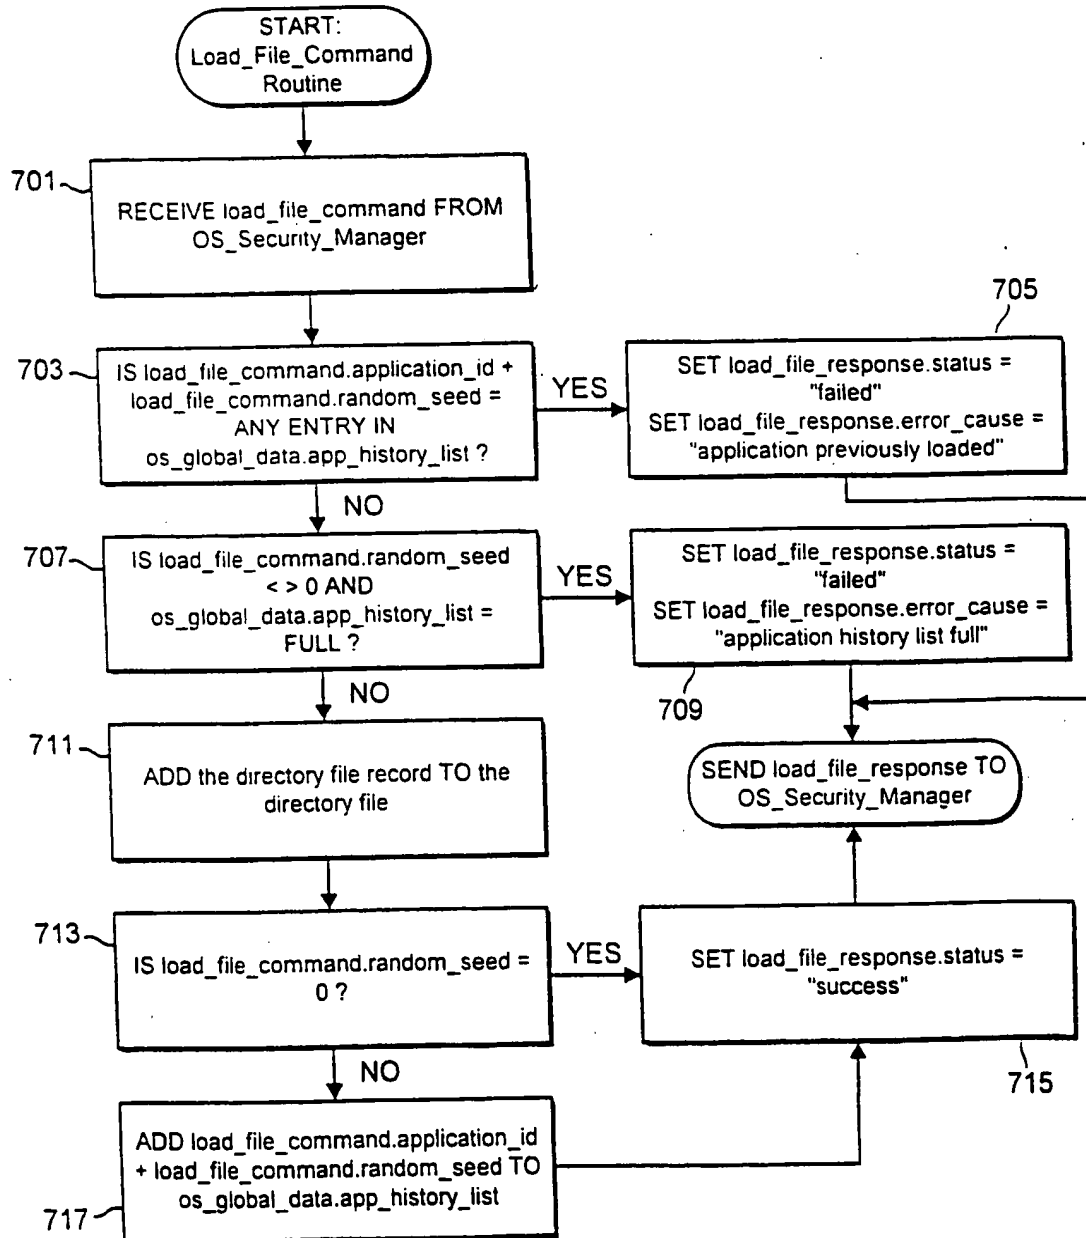 START:
Load_File_Command
Routine
701
RECEIVE load_file_command FROM
OS_Security_Manager
703
IS load_file_command.application_id +
load_file_command.random_seed =
ANY ENTRY IN
os_global_data.app_history_list ?
YES
705
SET load_file_response.status =
"failed"
SET load_file_response.error_cause =
"application previously loaded"
NO
707
IS load_file_command.random_seed
< > 0 AND
os_global_data.app_history_list =
FULL ?
YES
SET load_file_response.status =
"failed"
SET load_file_response.error_cause =
"application history list full"
709
NO
711
ADD the directory file record TO the
directory file
SEND load_file_response TO
OS_Security_Manager
713
IS load_file_command.random_seed =
0 ?
YES
SET load_file_response.status =
"success"
715
NO
717
ADD load_file_command.application_id
+ load_file_command.random_seed TO
os_global_data.app_history_list